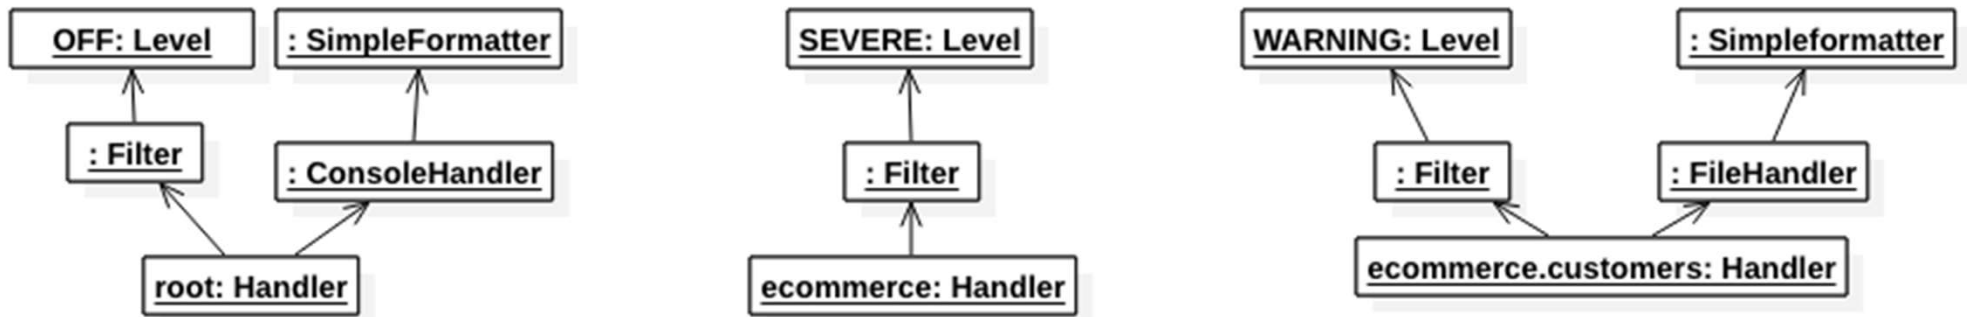 OFF: Level
: SimpleFormatter
SEVERE: Level
WARNING: Level
: Simpleformatter
: Filter
: ConsoleHandler
: Filter
: Filter
: FileHandler
root: Handler
ecommerce: Handler
ecommerce.customers: Handler